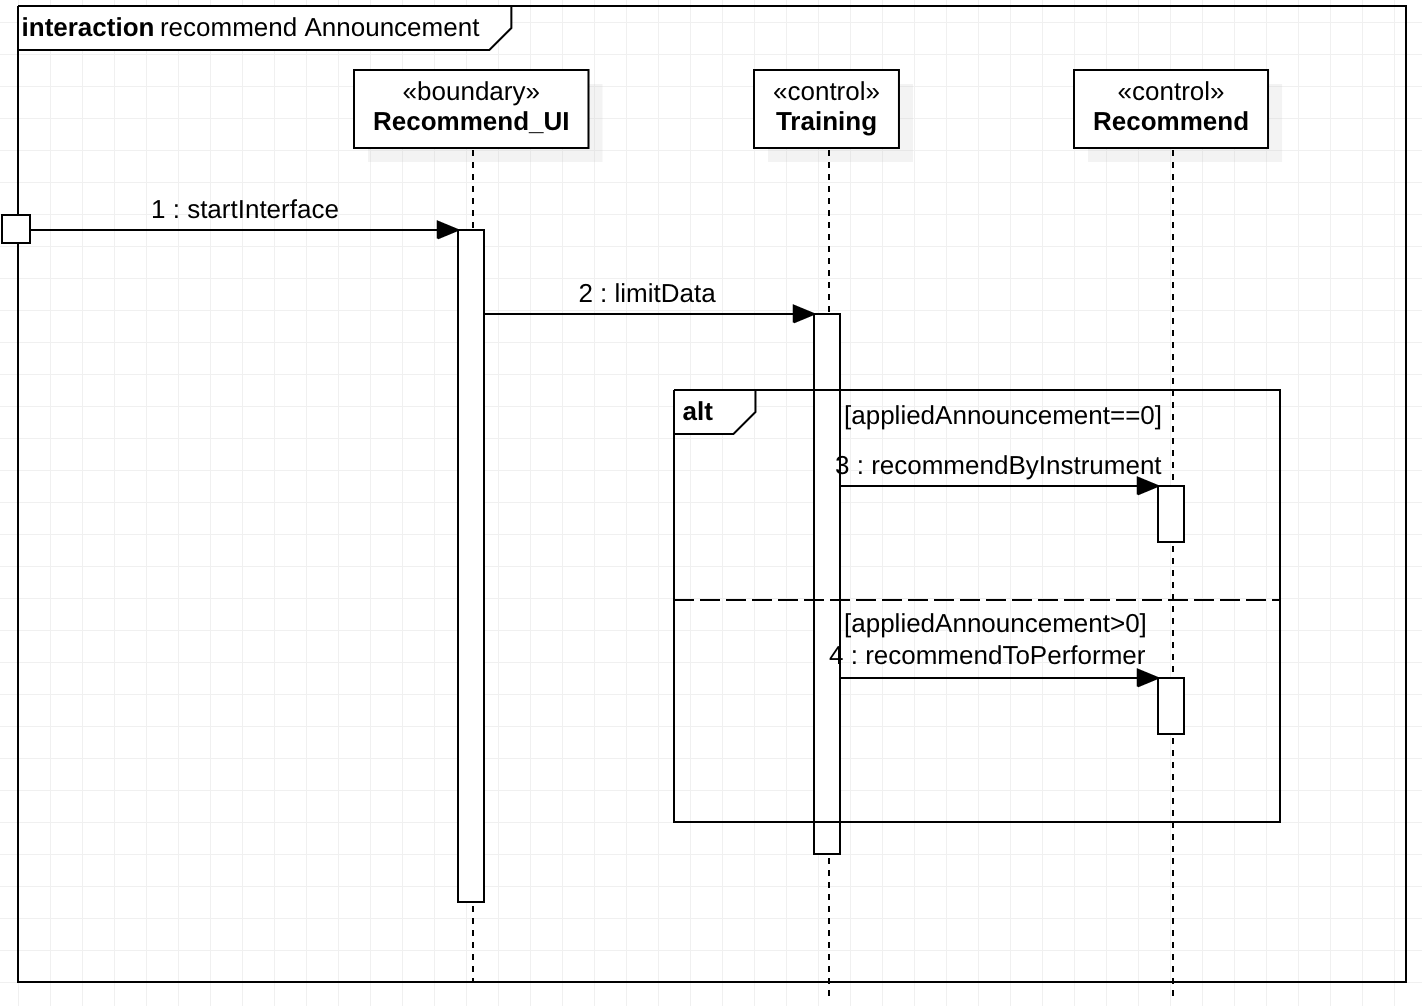 interaction recommend Announcement
«boundary»
Recommend_UI
«control»
Training
«control»
Recommend
1 : startInterface
2 : limitData
alt
[appliedAnnouncement==0]
3 : recommendByInstrument
[appliedAnnouncement>0]
4 : recommendToPerformer